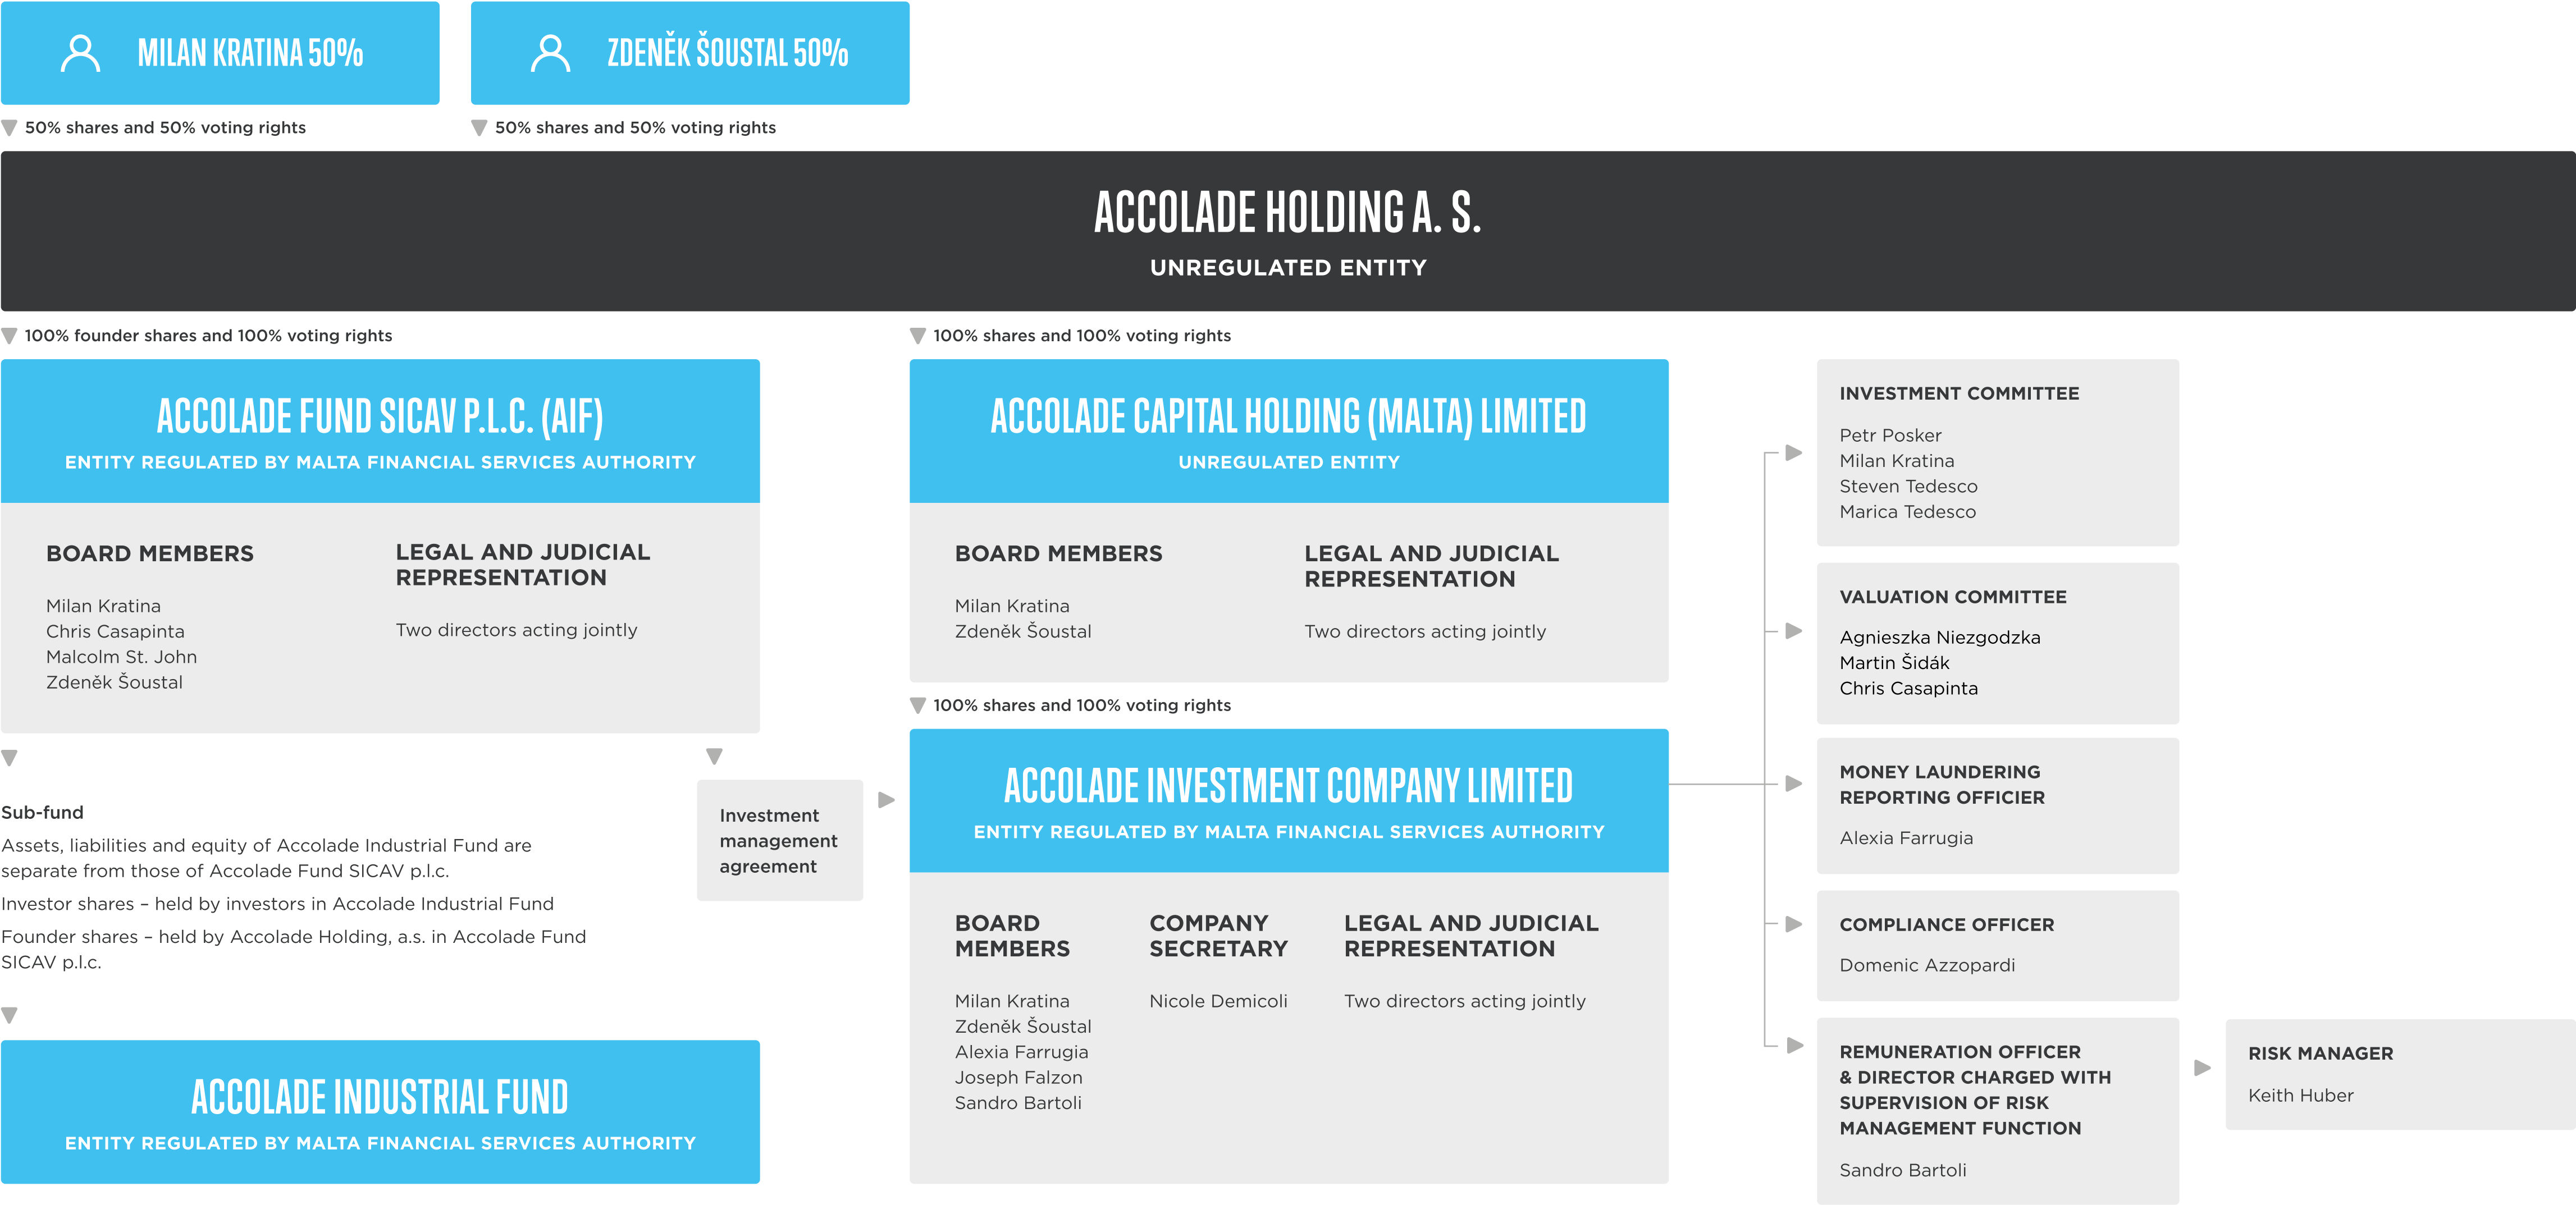 MILAN KRATINA 50%
ZDENĚK ŠOUSTAL 50%
50% shares and 50% voting rights
50% shares and 50% voting rights
ACCOLADE HOLDING A. S.
UNREGULATED ENTITY
100% founder shares and 100% voting rights
ACCOLADE FUND SICAV P.L.C. (AIF)
ENTITY REGULATED BY MALTA FINANCIAL SERVICES AUTHORITY
BOARD MEMBERS
Milan Kratina
Chris Casapinta
Malcolm St. John
Zdeněk Šoustal
LEGAL AND JUDICIAL
REPRESENTATION
Two directors acting jointly
Sub-fund
Assets, liabilities and equity of Accolade Industrial Fund are
separate from those of Accolade Fund SICAV p.l.c.
Investor shares – held by investors in Accolade Industrial Fund
Founder shares – held by Accolade Holding, a.s. in Accolade Fund
SICAV p.l.c.
ACCOLADE INDUSTRIAL FUND
ENTITY REGULATED BY MALTA FINANCIAL SERVICES AUTHORITY
Investment
management
agreement
100% shares and 100% voting rights
ACCOLADE CAPITAL HOLDING (MALTA) LIMITED
UNREGULATED ENTITY
BOARD MEMBERS
Milan Kratina
Zdeněk Šoustal
LEGAL AND JUDICIAL
REPRESENTATION
Two directors acting jointly
100% shares and 100% voting rights
ACCOLADE INVESTMENT COMPANY LIMITED
ENTITY REGULATED BY MALTA FINANCIAL SERVICES AUTHORITY
BOARD
MEMBERS
Milan Kratina
Zdeněk Šoustal
Alexia Farrugia
Joseph Falzon
Sandro Bartoli
COMPANY
SECRETARY
Nicole Demicoli
LEGAL AND JUDICIAL
REPRESENTATION
Two directors acting jointly
INVESTMENT COMMITTEE
Petr Posker
Milan Kratina
Steven Tedesco
Marica Tedesco
VALUATION COMMITTEE
Agnieszka Niezgodzka
Martin Šidák
Chris Casapinta
MONEY LAUNDERING
REPORTING OFFICIER
Alexia Farrugia
COMPLIANCE OFFICER
Domenic Azzopardi
REMUNERATION OFFICER
& DIRECTOR CHARGED WITH
SUPERVISION OF RISK
MANAGEMENT FUNCTION
Sandro Bartoli
RISK MANAGER
Keith Huber